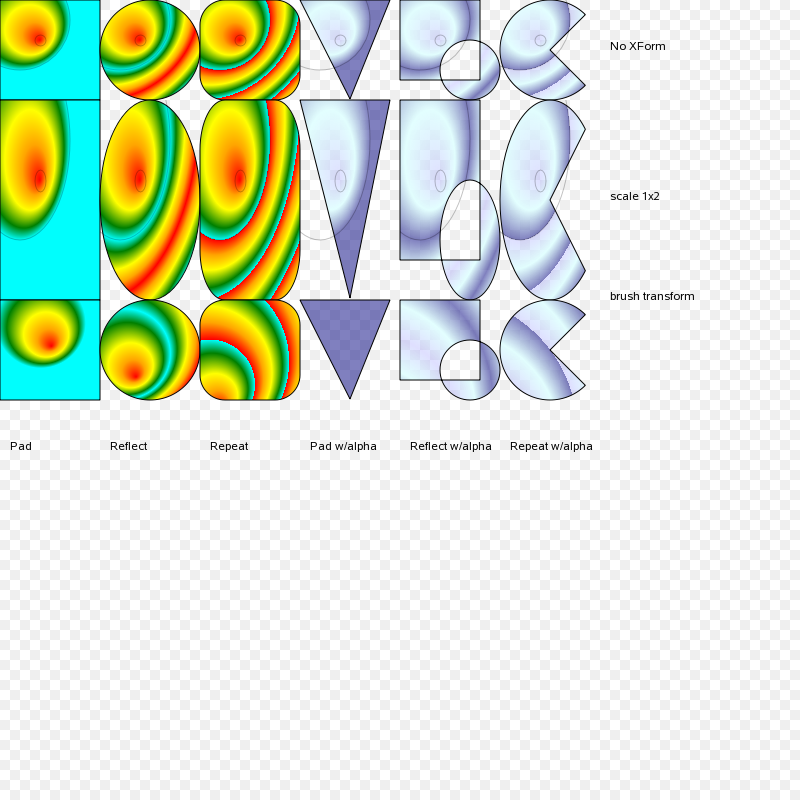 No XForm
scale 1x2
brush transform
Pad Reflect Repeat Pad w/alpha Reflect w/alpha Repeat w/alpha